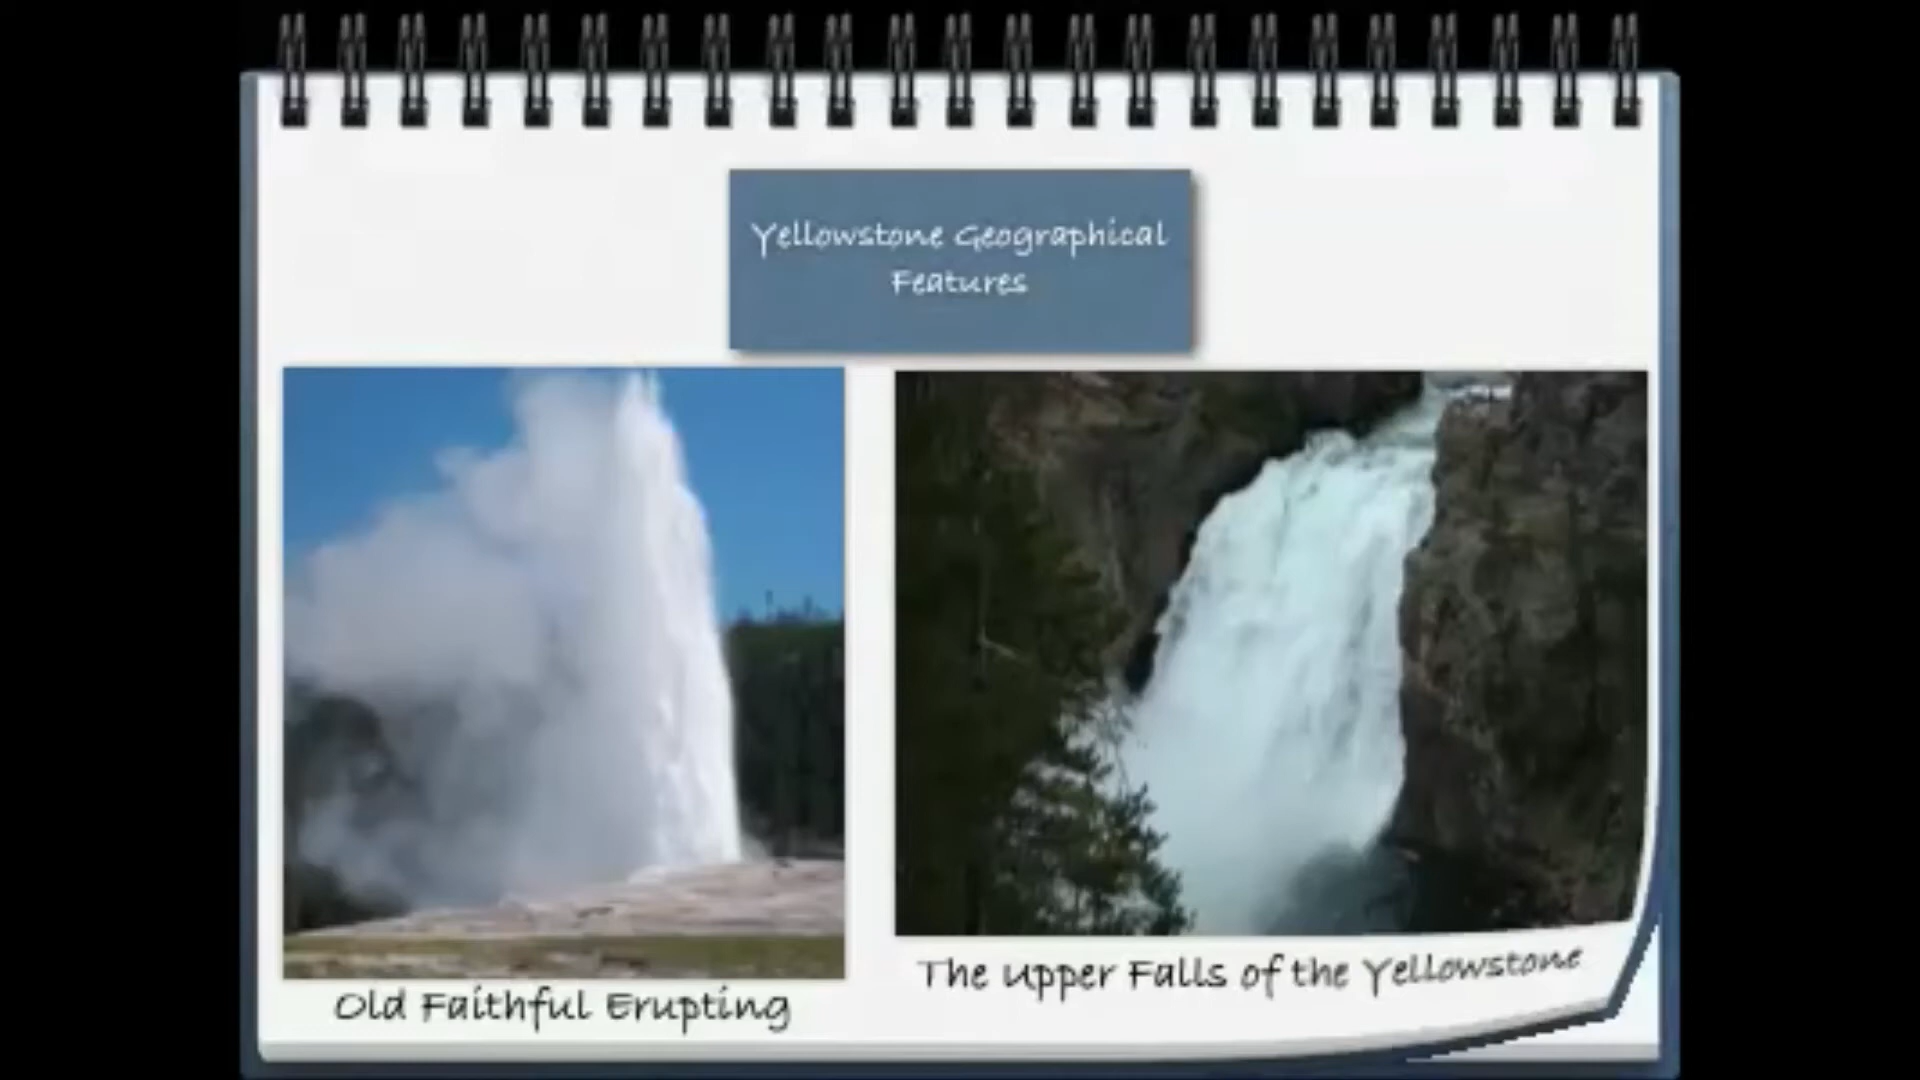 Yellowstone Geographical
Features
Old Faithful Erupting
The Upper Falls of the Yellowstone